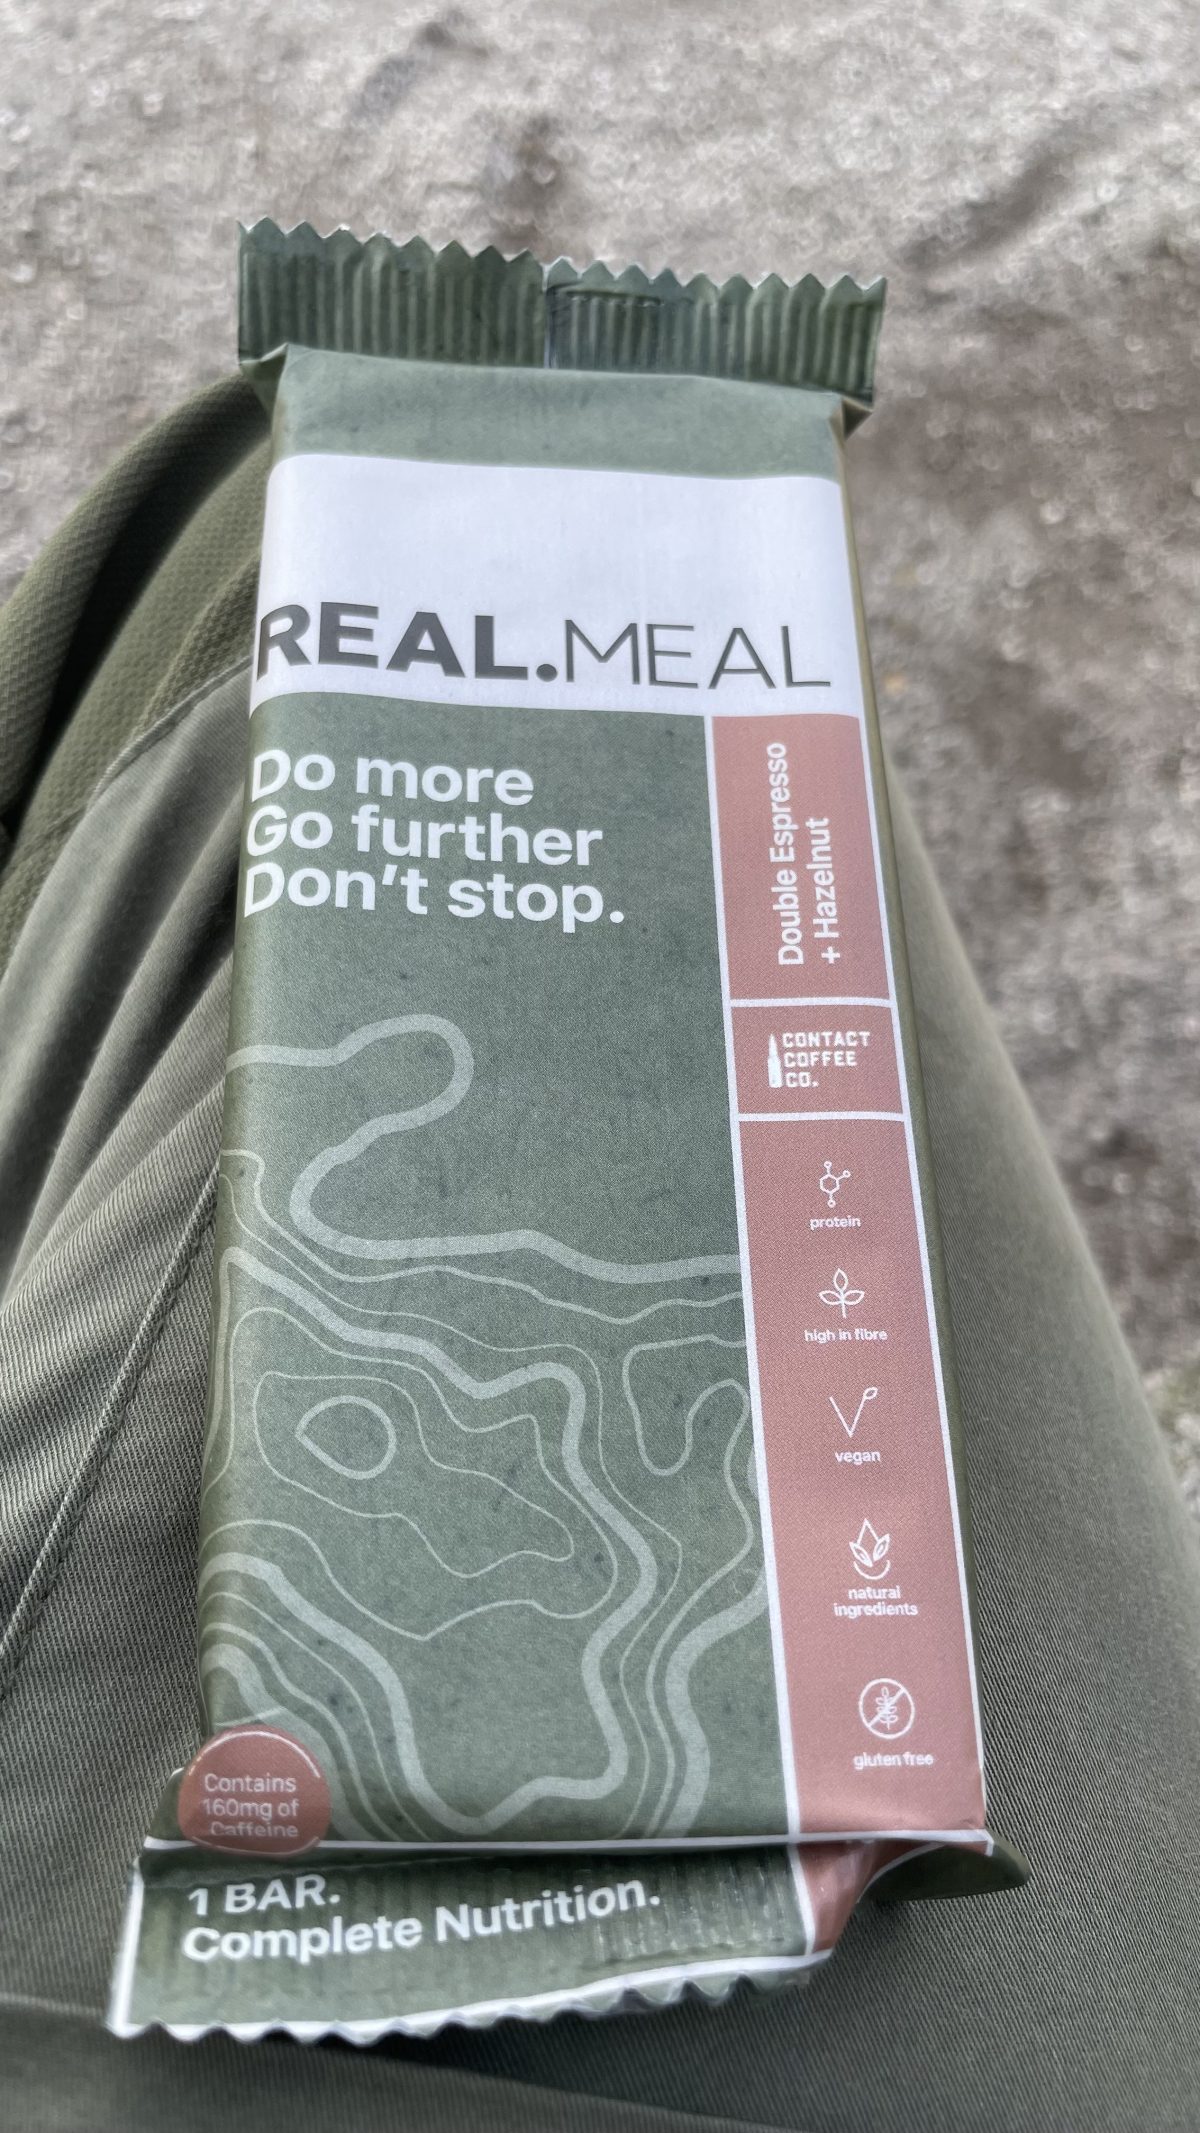 REAL.MEAL
Do more
Go further
Don't stop.
Double Espresso
+ Hazelnut
CONTACT
COFFEE
CO.
protein
high in fibre
vegan
natural
ingredients
gluten free
Contains
160mg of
Caffeine
1 BAR.
Complete Nutrition.